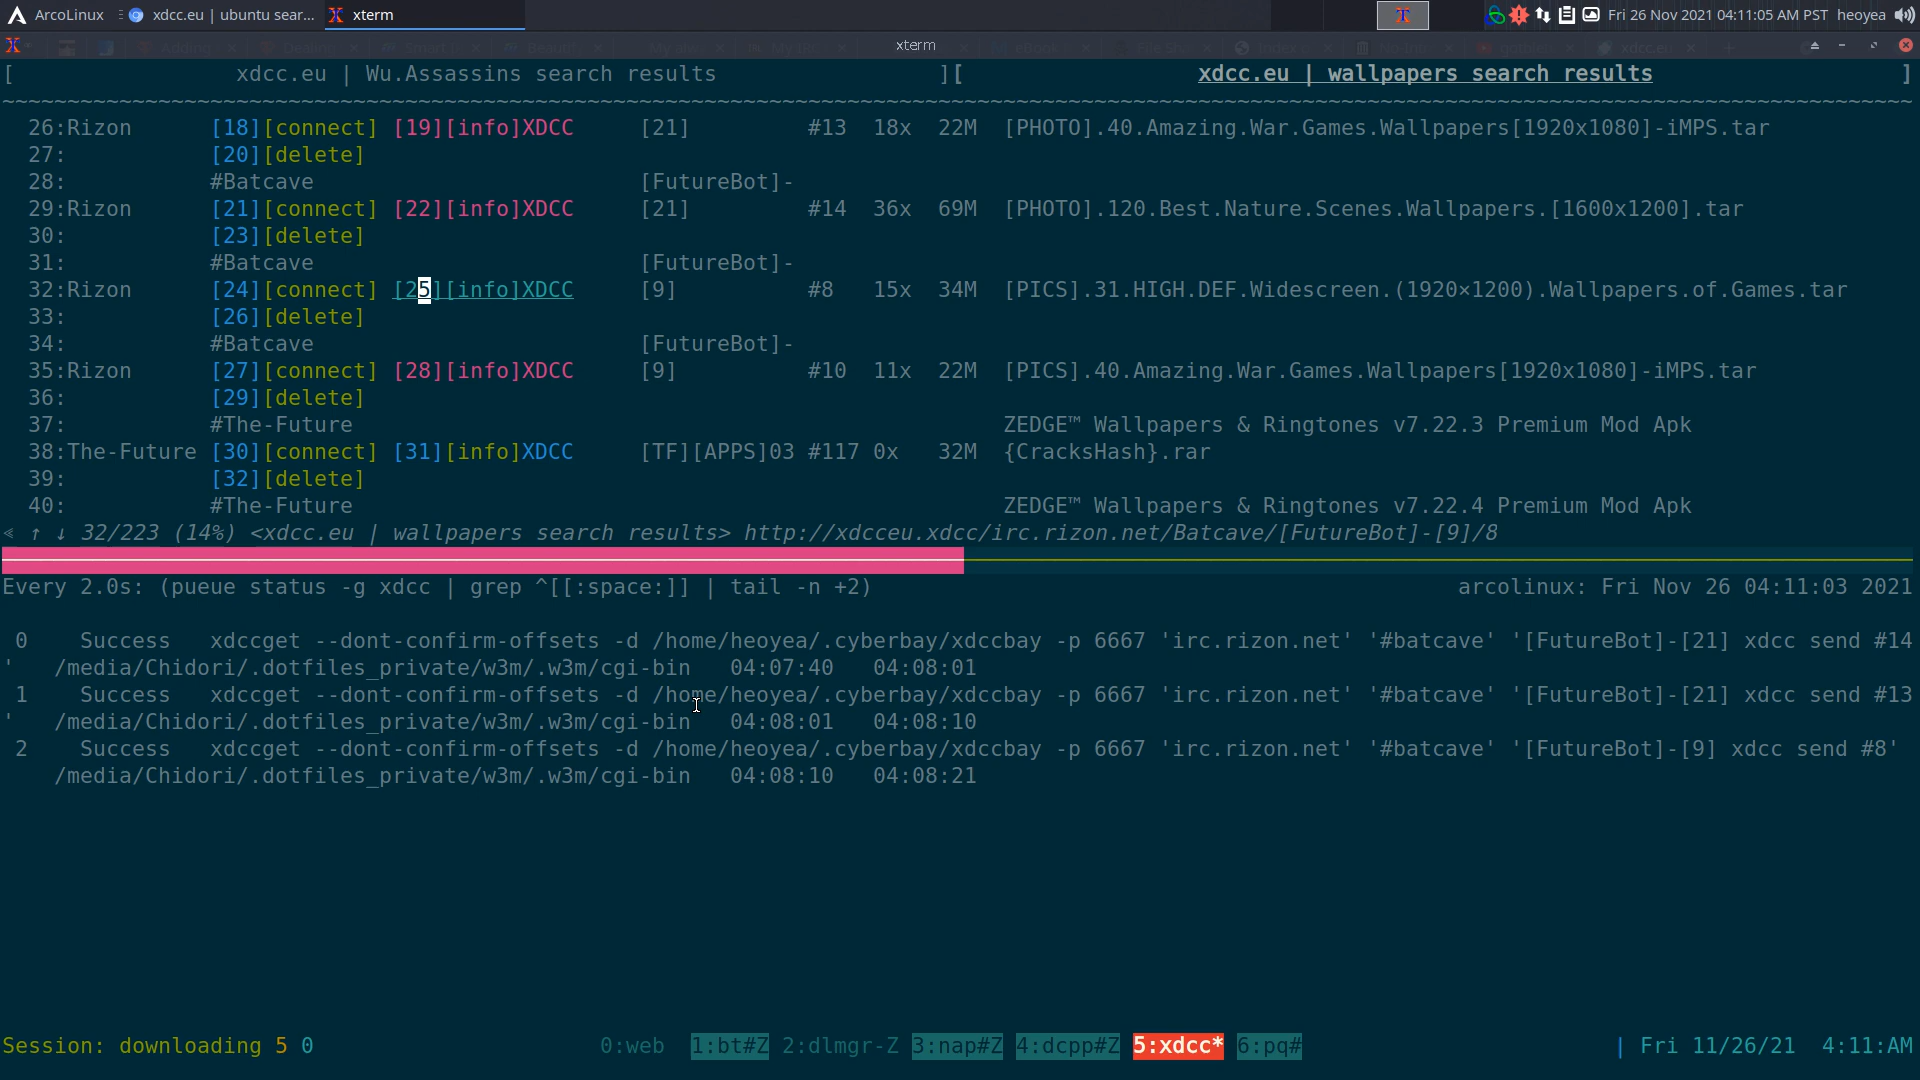 ArcoLinux xdcc.eu | ubuntu sear... xterm Fri 26 Nov 2021 04:11:05 AM PST heoyea
xterm
[ xdcc.eu | Wu.Assassins search results ][ xdcc.eu | wallpapers search results ]
~~~~~~~~~~~~~~~~~~~~~~~~~~~~~~~~~~~~~~~~~~~~~~~~~~~~~~~~~~~~~~~~~~~~~~~~~~~~~~~~~~~~~~~~~~~~~~~~~~~~~~~~~~~~~~~~~~~~~~~~~~~~~~~~~~~~~~~~~~~~~~~~~~~
26:Rizon [18][connect] [19][info]XDCC [21] #13 18x 22M [PHOTO].40.Amazing.War.Games.Wallpapers[1920x1080]-iMPS.tar
27: [20][delete]
28: #Batcave [FutureBot]-
29:Rizon [21][connect] [22][info]XDCC [21] #14 36x 69M [PHOTO].120.Best.Nature.Scenes.Wallpapers.[1600x1200].tar
30: [23][delete]
31: #Batcave [FutureBot]-
32:Rizon [24][connect] [25][info]XDCC [9] #8 15x 34M [PICS].31.HIGH.DEF.Widescreen.(1920×1200).Wallpapers.of.Games.tar
33: [26][delete]
34: #Batcave [FutureBot]-
35:Rizon [27][connect] [28][info]XDCC [9] #10 11x 22M [PICS].40.Amazing.War.Games.Wallpapers[1920x1080]-iMPS.tar
36: [29][delete]
37: #The-Future ZEDGE™ Wallpapers & Ringtones v7.22.3 Premium Mod Apk
38:The-Future [30][connect] [31][info]XDCC [TF][APPS]03 #117 0x 32M {CracksHash}.rar
39: [32][delete]
40: #The-Future ZEDGE™ Wallpapers & Ringtones v7.22.4 Premium Mod Apk
⋞ ↑ ↓ 32/223 (14%) <xdcc.eu | wallpapers search results> http://xdcceu.xdcc/irc.rizon.net/Batcave/[FutureBot]-[9]/8
Every 2.0s: (pueue status -g xdcc | grep ^[[:space:]] | tail -n +2) arcolinux: Fri Nov 26 04:11:03 2021
0 Success xdccget --dont-confirm-offsets -d /home/heoyea/.cyberbay/xdccbay -p 6667 'irc.rizon.net' '#batcave' '[FutureBot]-[21] xdcc send #14
' /media/Chidori/.dotfiles_private/w3m/.w3m/cgi-bin 04:07:40 04:08:01
1 Success xdccget --dont-confirm-offsets -d /home/heoyea/.cyberbay/xdccbay -p 6667 'irc.rizon.net' '#batcave' '[FutureBot]-[21] xdcc send #13
' /media/Chidori/.dotfiles_private/w3m/.w3m/cgi-bin 04:08:01 04:08:10
2 Success xdccget --dont-confirm-offsets -d /home/heoyea/.cyberbay/xdccbay -p 6667 'irc.rizon.net' '#batcave' '[FutureBot]-[9] xdcc send #8'
/media/Chidori/.dotfiles_private/w3m/.w3m/cgi-bin 04:08:10 04:08:21
Session: downloading 5 0 0:web 1:bt#Z 2:dlmgr-Z 3:nap#Z 4:dcpp#Z 5:xdcc* 6:pq# | Fri 11/26/21 4:11:AM